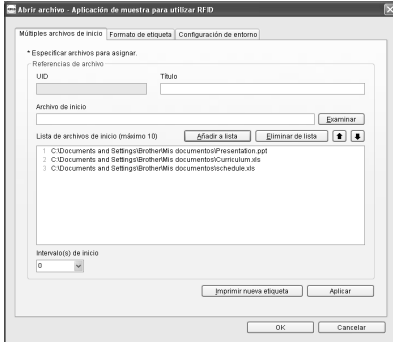 Abrir archivo - Aplicación de muestra para utilizar RFID
Múltiples archivos de inicio Formato de etiqueta Configuración de entorno
* Especificar archivos para asignar.
Referencias de archivo
UID Título
Archivo de inicio
Examinar
Lista de archivos de inicio (máximo 10) Añadir a lista Eliminar de lista
1 C:\Documents and Settings\Brother\Mis documentos\Presentation.ppt
2 C:\Documents and Settings\Brother\Mis documentos\Curriculum.xls
3 C:\Documents and Settings\Brother\Mis documentos\schedule.xls
Intervalo(s) de inicio
0
Imprimir nueva etiqueta Aplicar
OK Cancelar